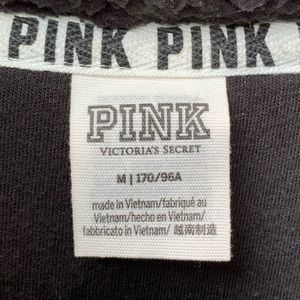 PINK PINK
PINK
VICTORIA'S SECRET
M | 170/96A
made in Vietnam/fabriqué au
Vietnam/hecho en Vietnam/
fabbricato in Vietnam/ 越南制造